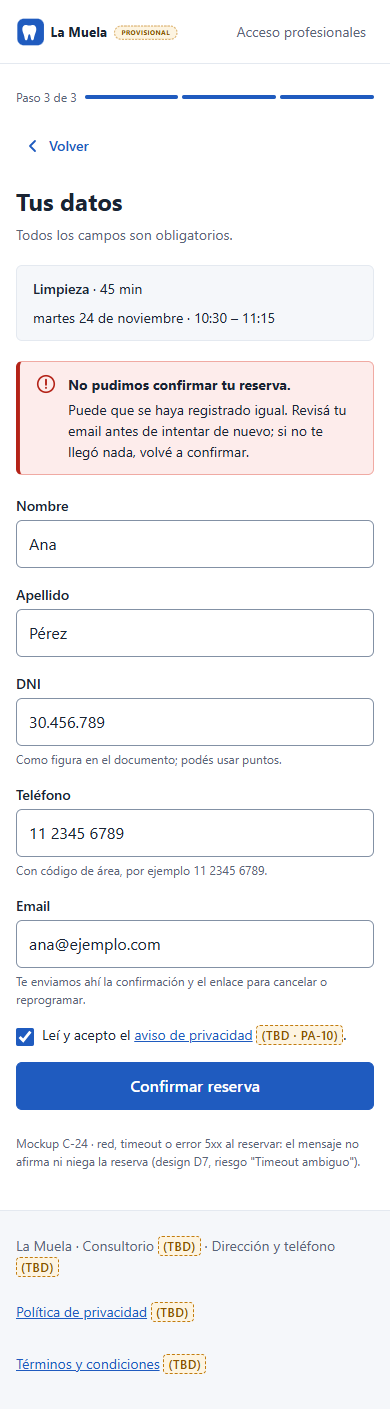 La Muela PROVISIONAL Acceso profesionales
Paso 3 de 3
Volver
Tus datos
Todos los campos son obligatorios.
Limpieza · 45 min
martes 24 de noviembre · 10:30 – 11:15
No pudimos confirmar tu reserva.
Puede que se haya registrado igual. Revisá tu
email antes de intentar de nuevo; si no te
llegó nada, volvé a confirmar.
Nombre
Ana
Apellido
Pérez
DNI
30.456.789
Como figura en el documento; podés usar puntos.
Teléfono
11 2345 6789
Con código de área, por ejemplo 11 2345 6789.
Email
ana@ejemplo.com
Te enviamos ahí la confirmación y el enlace para cancelar o
reprogramar.
Leí y acepto el aviso de privacidad (TBD · PA-10).
Confirmar reserva
Mockup C-24 · red, timeout o error 5xx al reservar: el mensaje no
afirma ni niega la reserva (design D7, riesgo "Timeout ambiguo").
La Muela · Consultorio (TBD) · Dirección y teléfono
(TBD)
Política de privacidad (TBD)
Términos y condiciones (TBD)